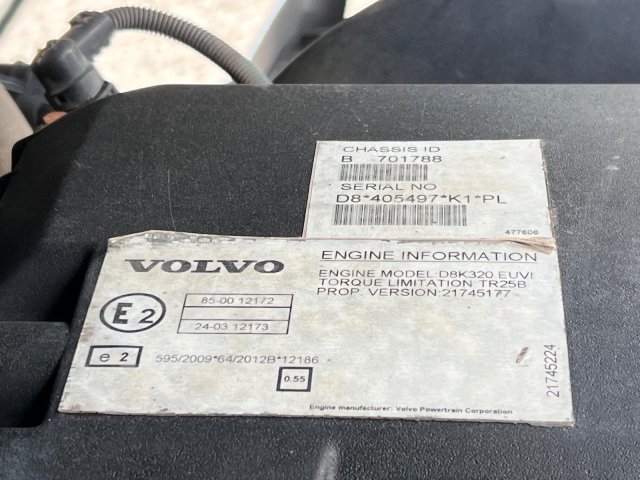 CHASSIS ID
B -701788
SERIAL NO
D8*405497*K1*PL
477606
VOLVO
ENGINE INFORMATION
ENGINE MODEL:D8K320 EUVI
TORQUE LIMITATION: TR25B
PROP. VERSION:21745177
E2
85-00 12172
-
24-03 12173
e 2
595/2009*64/2012B*12186
0.55
21745224
Engine manufacturer: Volvo Powertrain Corporation